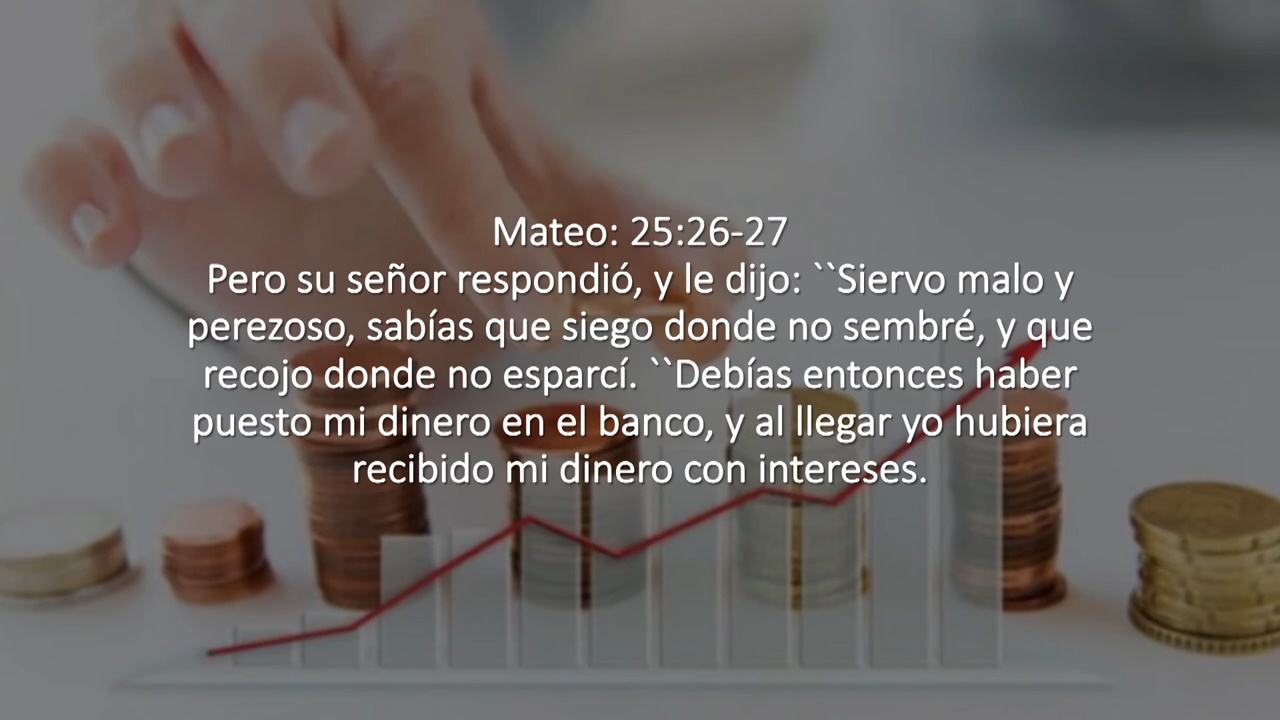 Mateo: 25:26-27
Pero su señor respondió, y le dijo: ``Siervo malo y
perezoso, sabías que siego donde no sembré, y que
recojo donde no esparcí. ``Debías entonces haber
puesto mi dinero en el banco, y al llegar yo hubiera
recibido mi dinero con intereses.